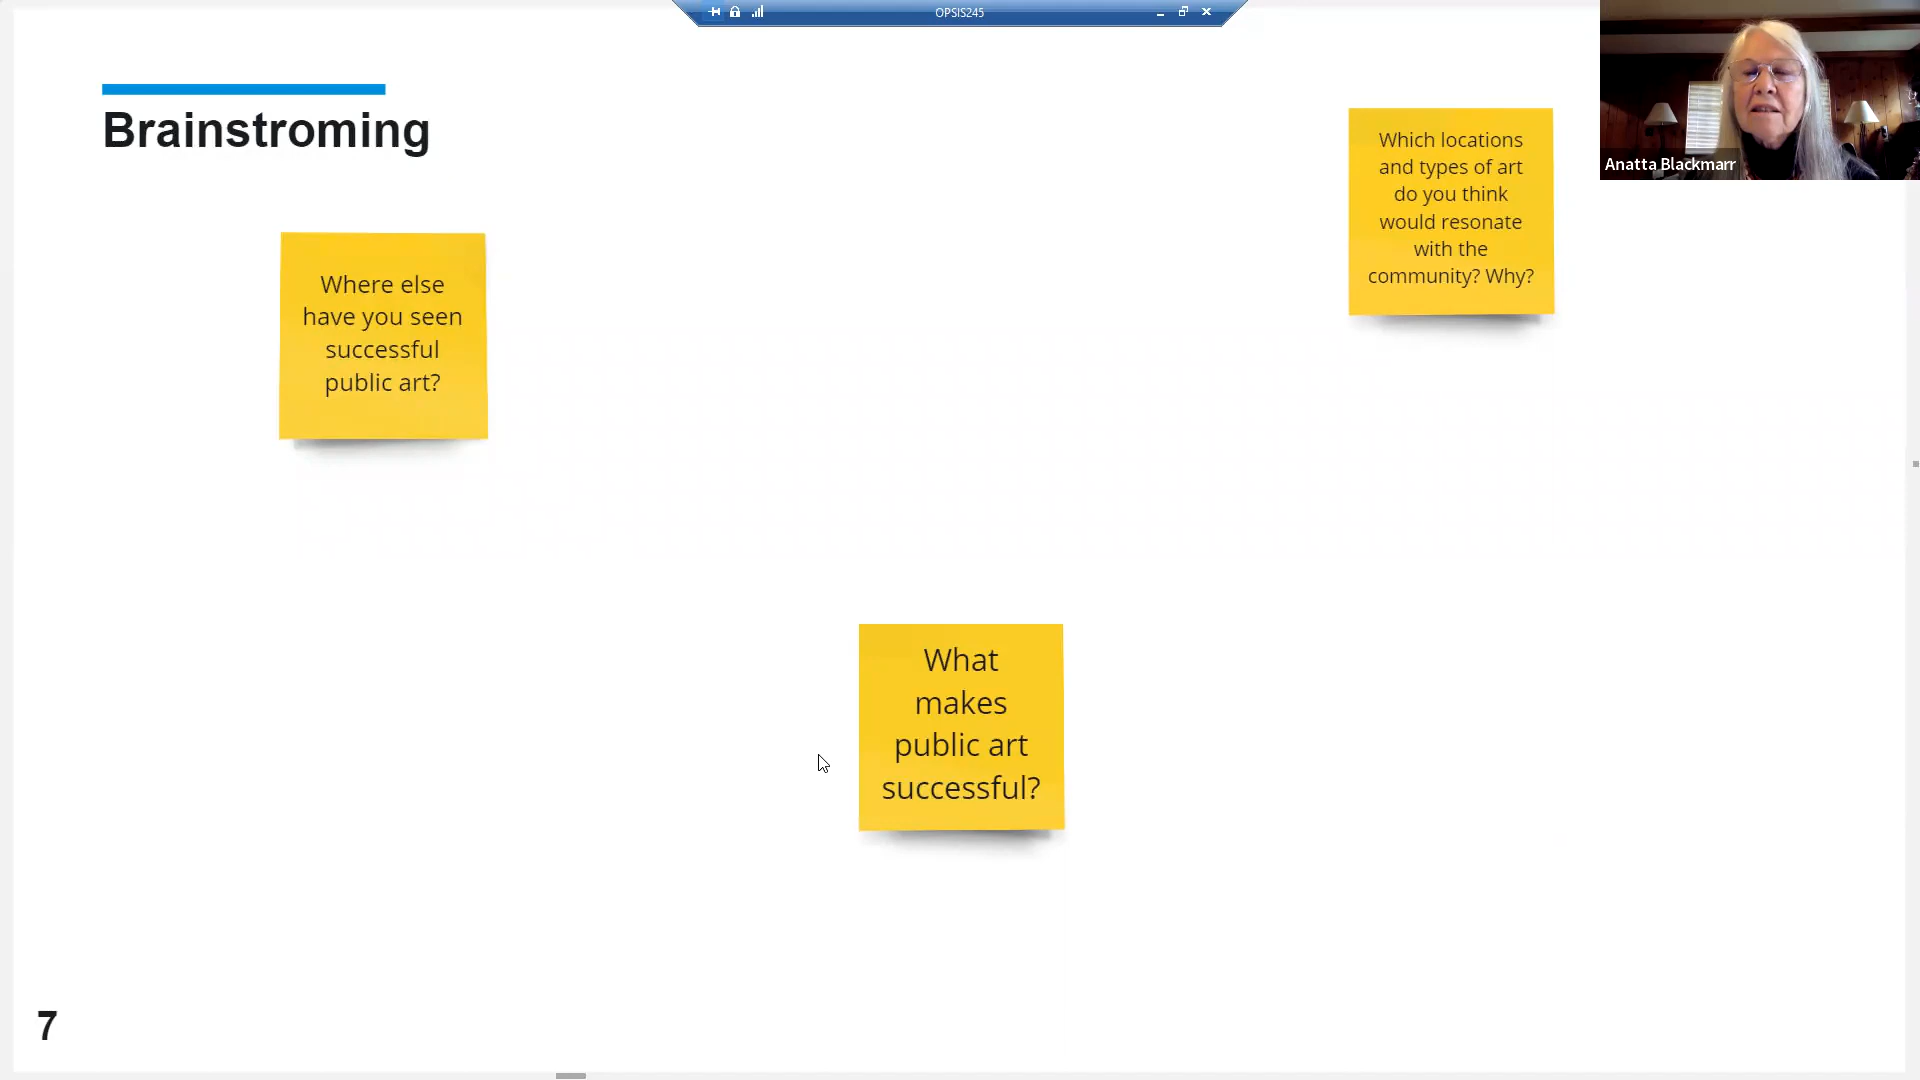 OPSIS245
Brainstroming
Which locations
and types of art
do you think
would resonate
with the
community? Why?
Anatta Blackmarr
Where else
have you seen
successful
public art?
What
makes
public art
successful?
7